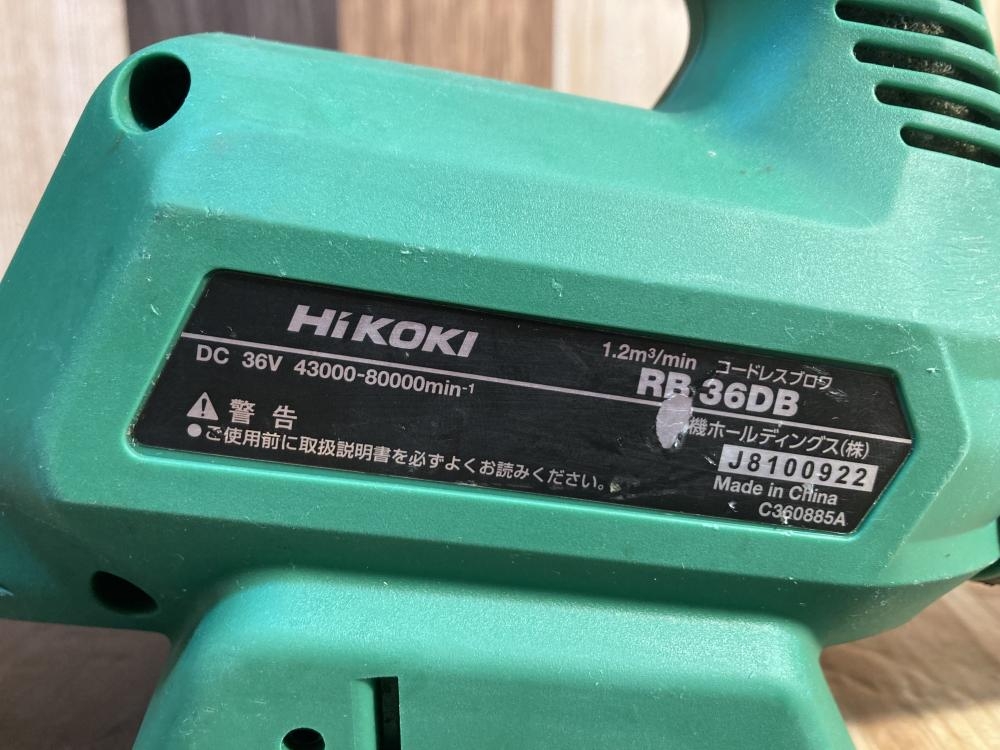 HiKOKI
1.2m³/min コードレスブロワ
DC 36V 43000-80000min⁻¹
RB 36DB
警告
機ホールディングス(株)
●ご使用前に取扱説明書を必ずよくお読みください。
J8100922
Made in China
C360885A